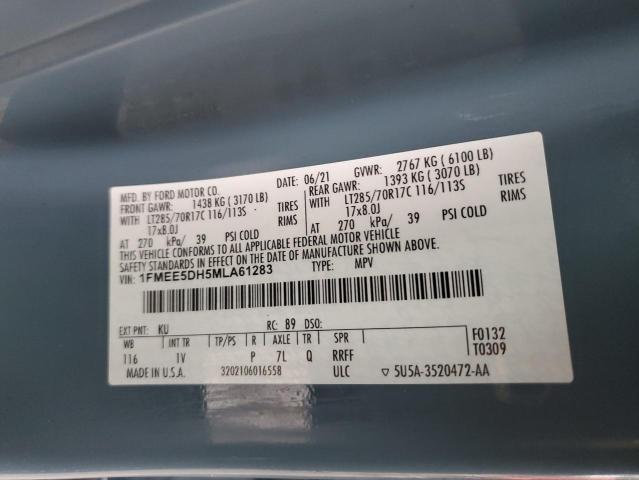 MFD. BY FORD MOTOR CO.
DATE: 06/21 GVWR: 2767 KG ( 6100 LB)
FRONT GAWR: 1438 KG ( 3170 LB) REAR GAWR: 1393 KG ( 3070 LB)
WITH LT285/70R17C 116/113S TIRES WITH LT285/70R17C 116/113S TIRES
17x8.0J RIMS 17x8.0J RIMS
AT 270 kPa/ 39 PSI COLD AT 270 kPa/ 39 PSI COLD
THIS VEHICLE CONFORMS TO ALL APPLICABLE FEDERAL MOTOR VEHICLE
SAFETY STANDARDS IN EFFECT ON THE DATE OF MANUFACTURE SHOWN ABOVE.
VIN: 1FMEE5DH5MLA61283 TYPE: MPV
EXT PNT: KU RC: 89 DSO:
WB INT TR TP/PS R AXLE TR SPR F0132
116 1V P 7L Q RRFF T0309
MADE IN U.S.A. 3202106016558 ULC ▽ 5U5A-3520472-AA